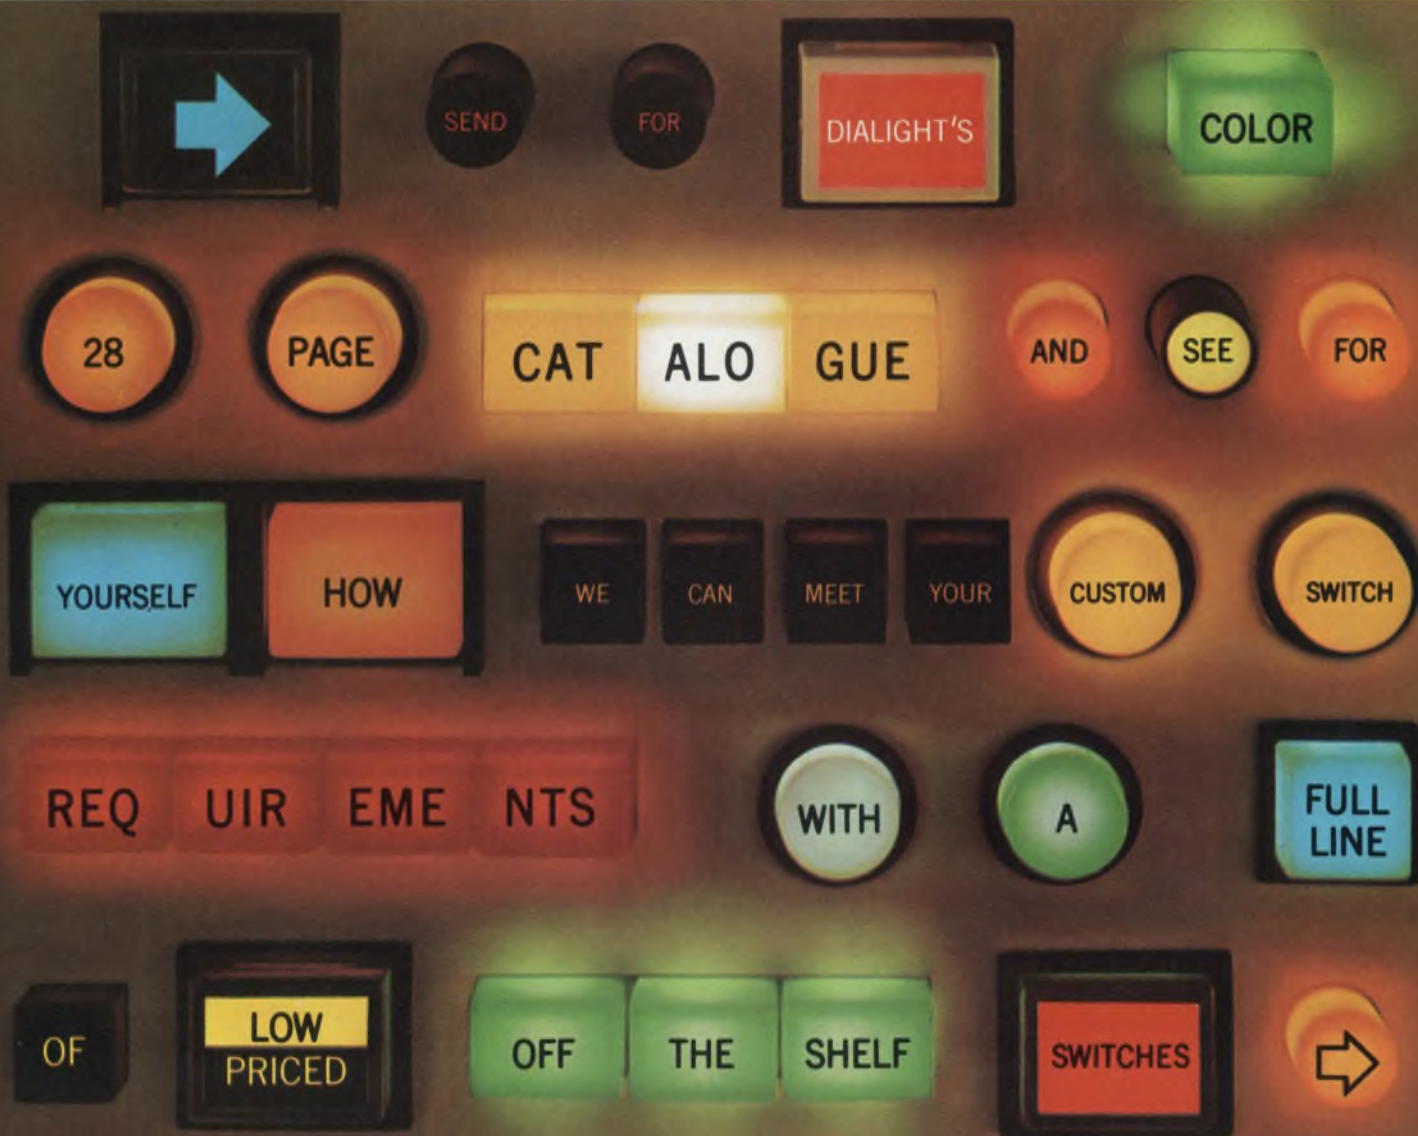 SEND FOR DIALIGHT'S COLOR
28 PAGE CAT ALO GUE AND SEE FOR
YOURSELF HOW WE CAN MEET YOUR CUSTOM SWITCH
REQ UIR EME NTS WITH A FULL
LINE
OF LOW
PRICED
OFF THE SHELF SWITCHES